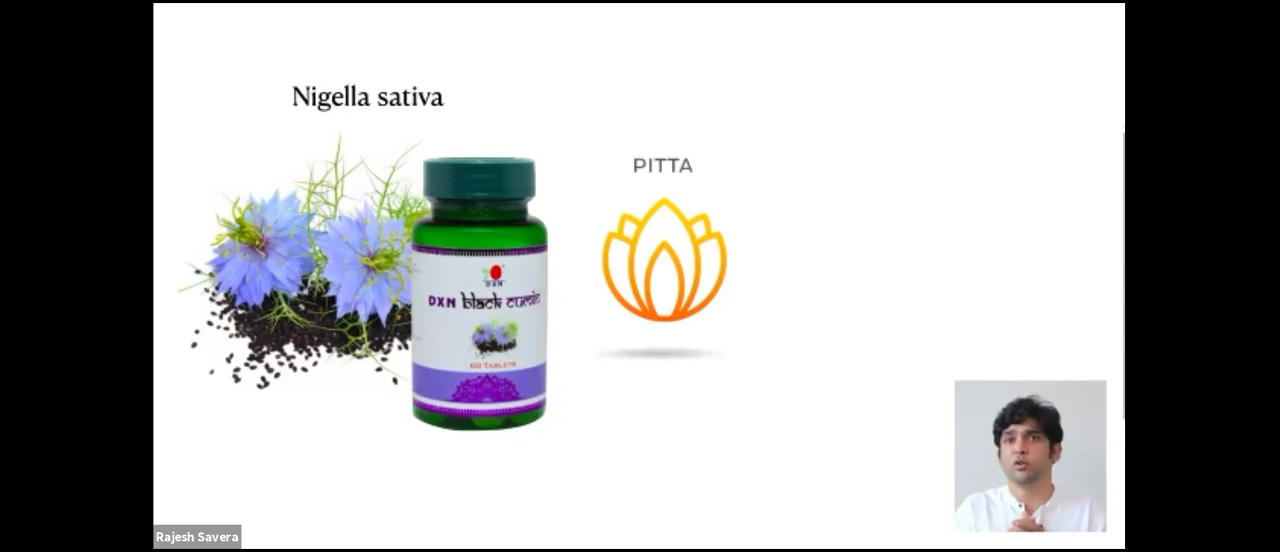 Nigella sativa
PITTA
DXN
DXN black cumin
60 TABLETS
Rajesh Savera